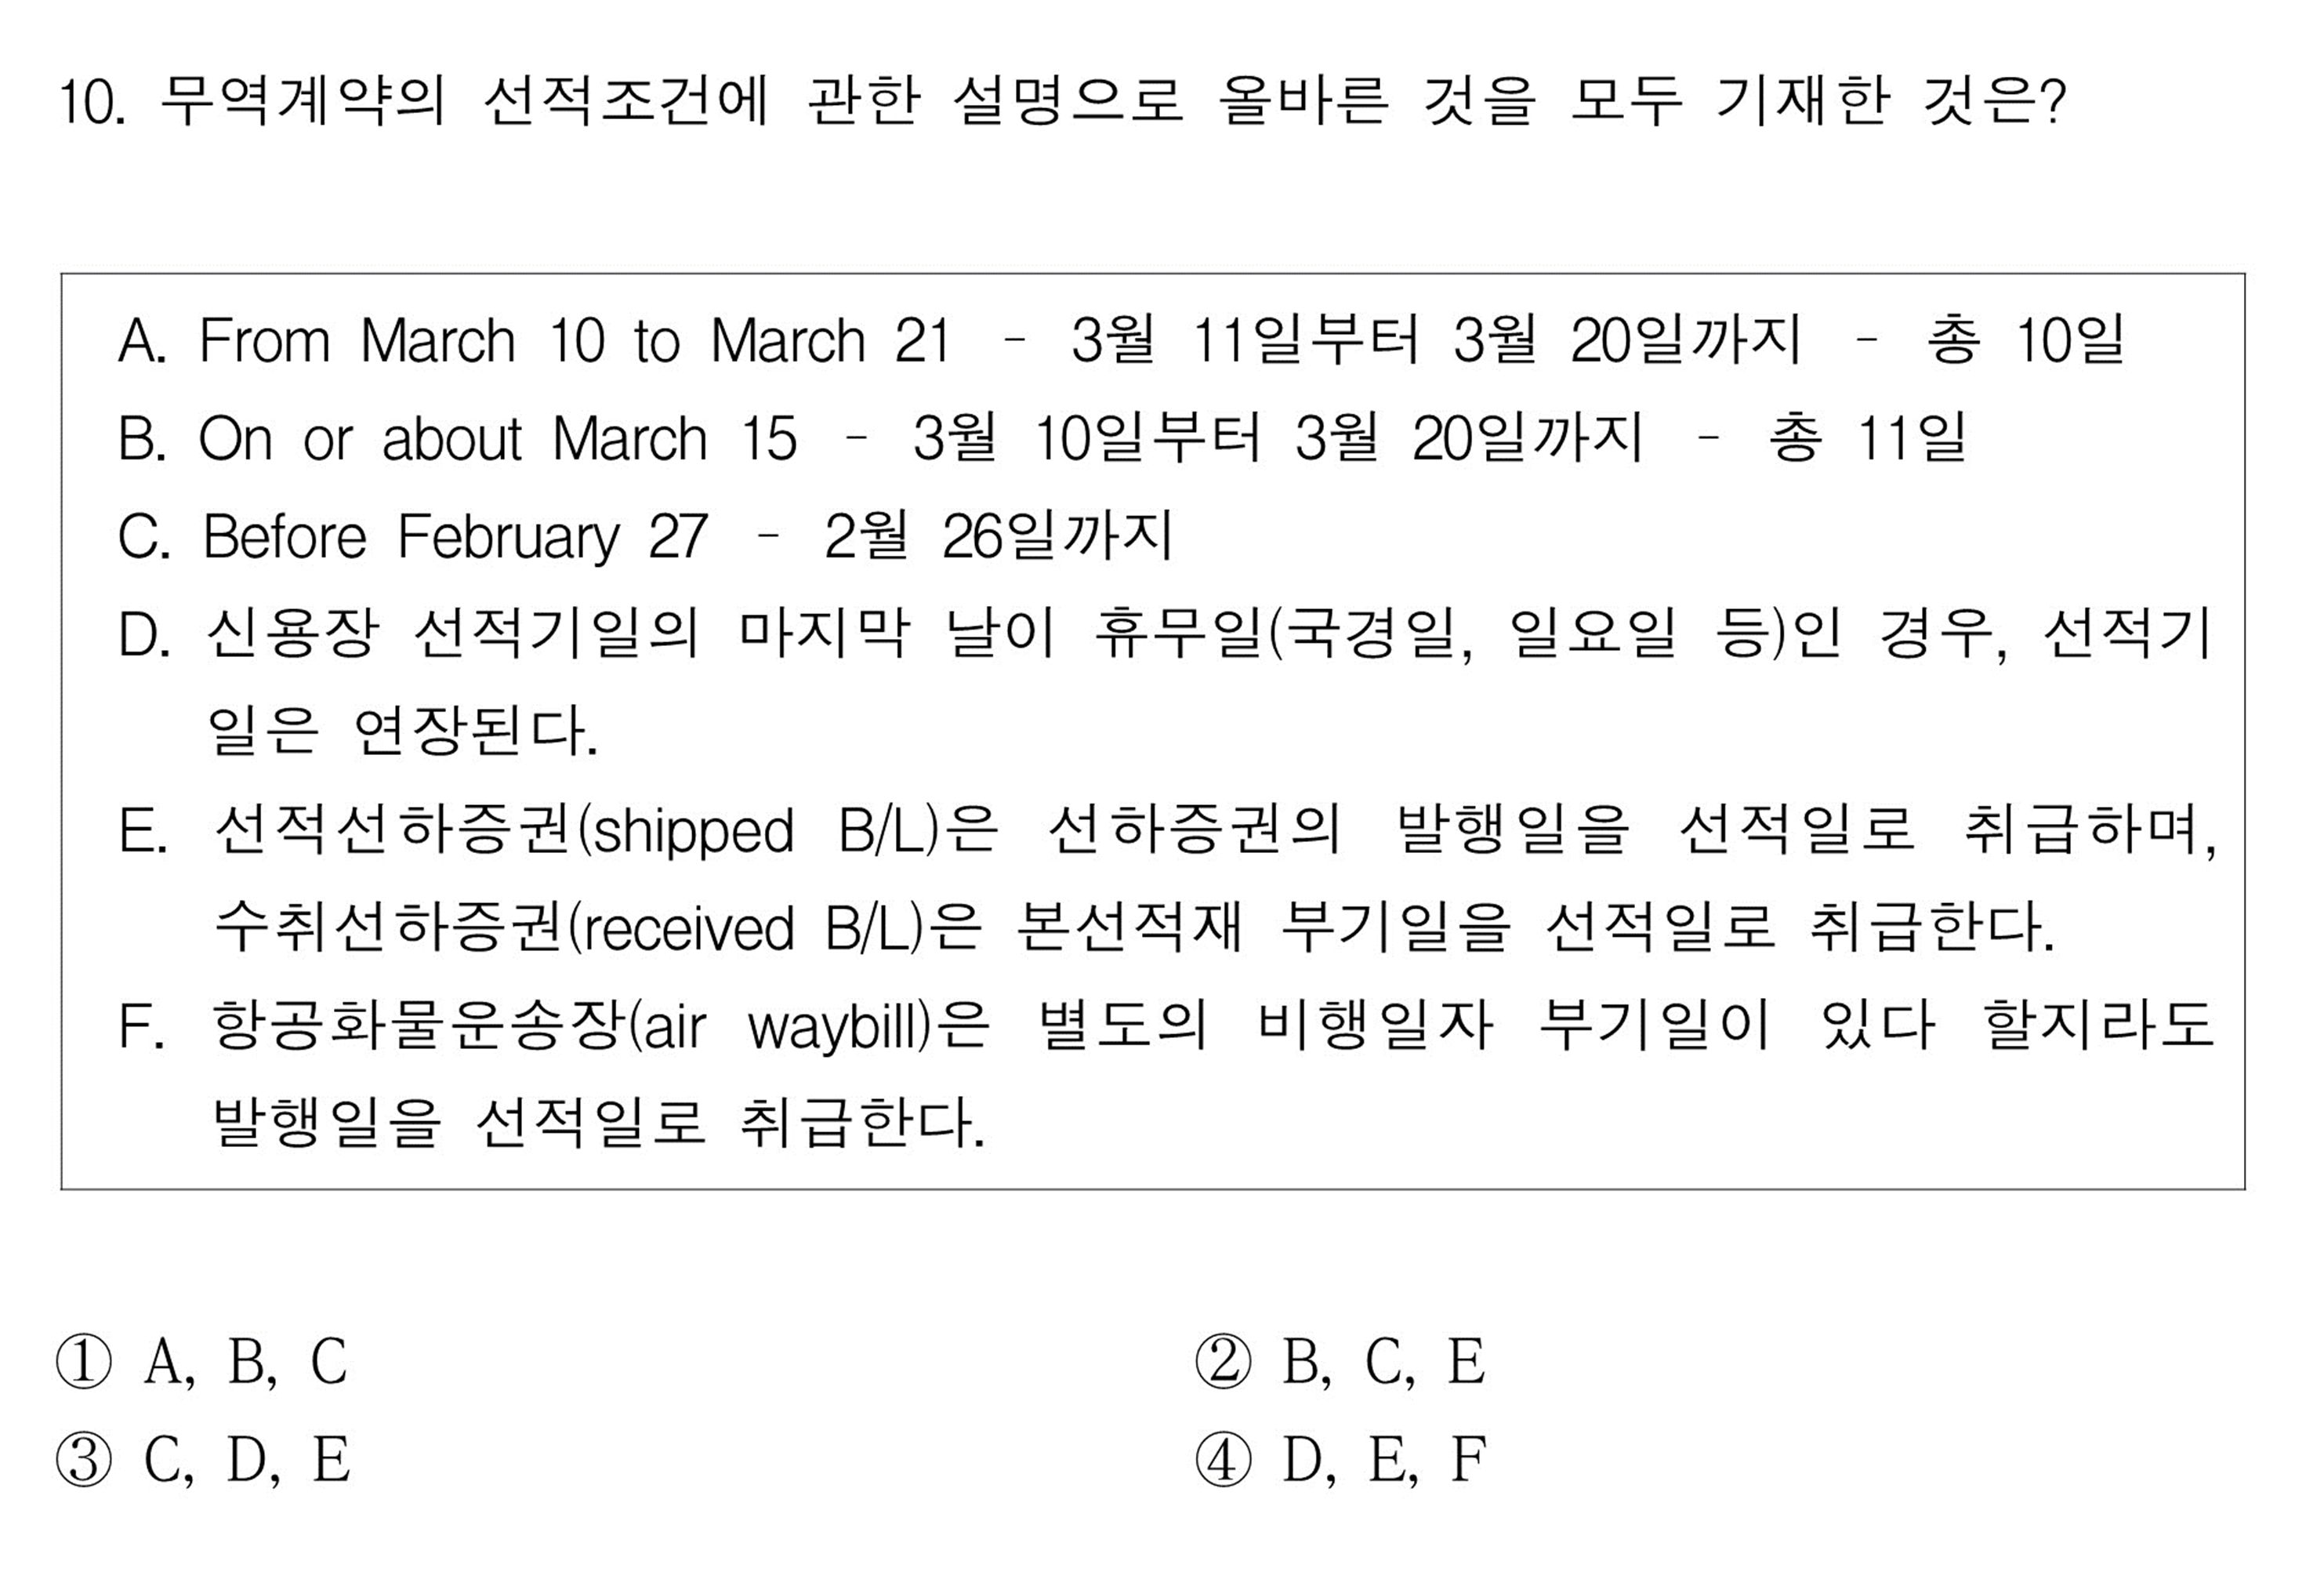 10. 무역계약의 선적조건에 관한 설명으로 올바른 것을 모두 기재한 것은?
A. From March 10 to March 21 - 3월 11일부터 3월 20일까지 - 총 10일
B. On or about March 15 - 3월 10일부터 3월 20일까지 - 총 11일
C. Before February 27 - 2월 26일까지
D. 신용장 선적기일의 마지막 날이 휴무일(국경일, 일요일 등)인 경우, 선적기
일은 연장된다.
E. 선적선하증권(shipped B/L)은 선하증권의 발행일을 선적일로 취급하며,
수취선하증권(received B/L)은 본선적재 부기일을 선적일로 취급한다.
F. 항공화물운송장(air waybill)은 별도의 비행일자 부기일이 있다 할지라도
발행일을 선적일로 취급한다.
① A, B, C ② B, C, E
③ C, D, E ④ D, E, F